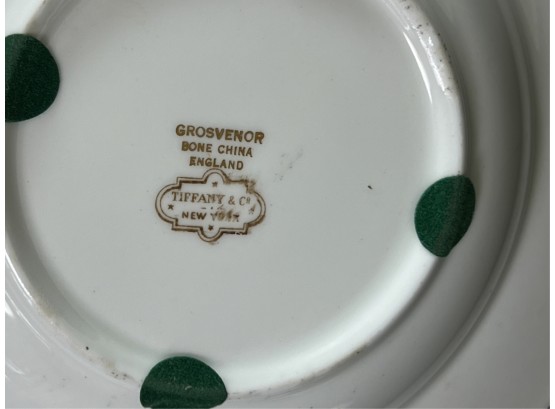 GROSVENOR
BONE CHINA
ENGLAND
TIFFANY & Co
NEW YORK